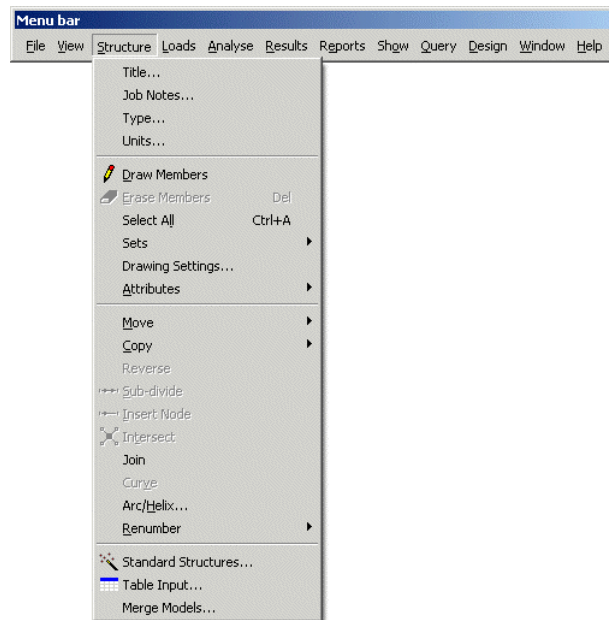 Menu bar
File View Structure Loads Analyse Results Reports Show Query Design Window Help
Title...
Job Notes...
Type...
Units...
Draw Members
Erase Members Del
Select All Ctrl+A
Sets
Drawing Settings...
Attributes
Move
Copy
Reverse
Sub-divide
Insert Node
Intersect
Join
Curve
Arc/Helix...
Renumber
Standard Structures...
Table Input...
Merge Models...